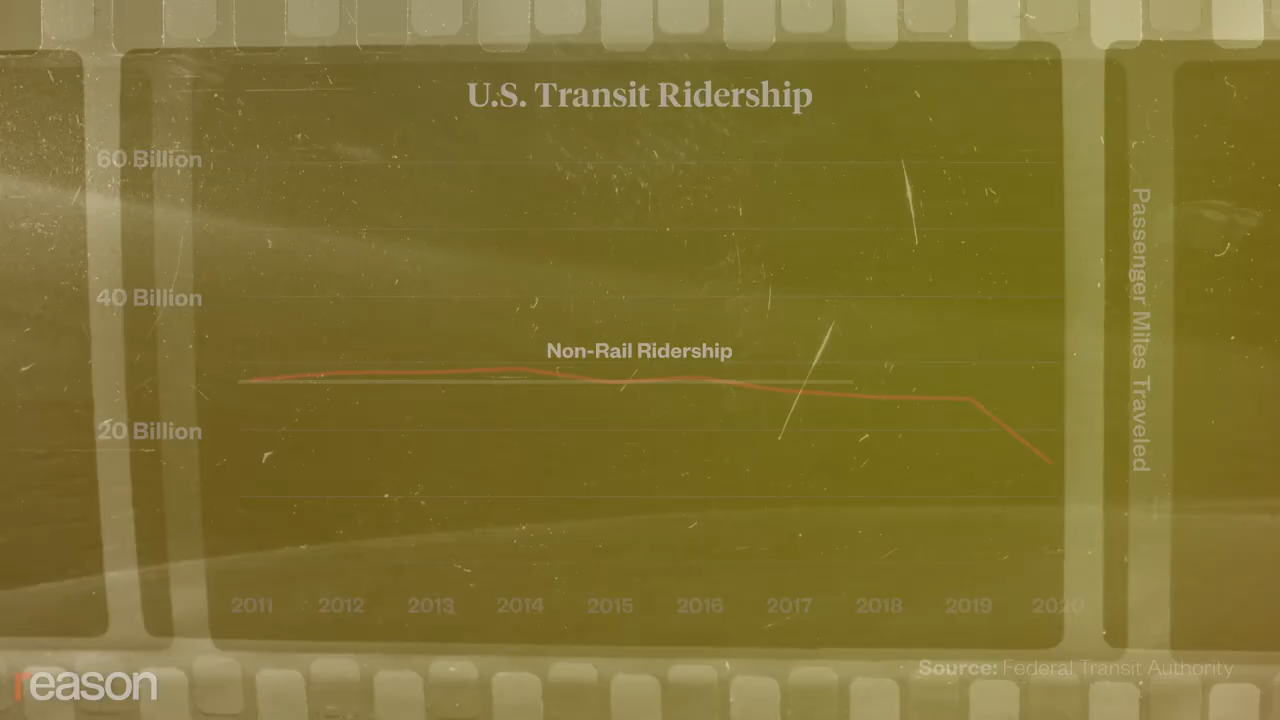 U.S. Transit Ridership
60 Billion
40 Billion
20 Billion
Non-Rail Ridership
Passenger Miles Traveled
2011 2012 2013 2014 2015 2016 2017 2018 2019 2020
Source: Federal Transit Authority
reason